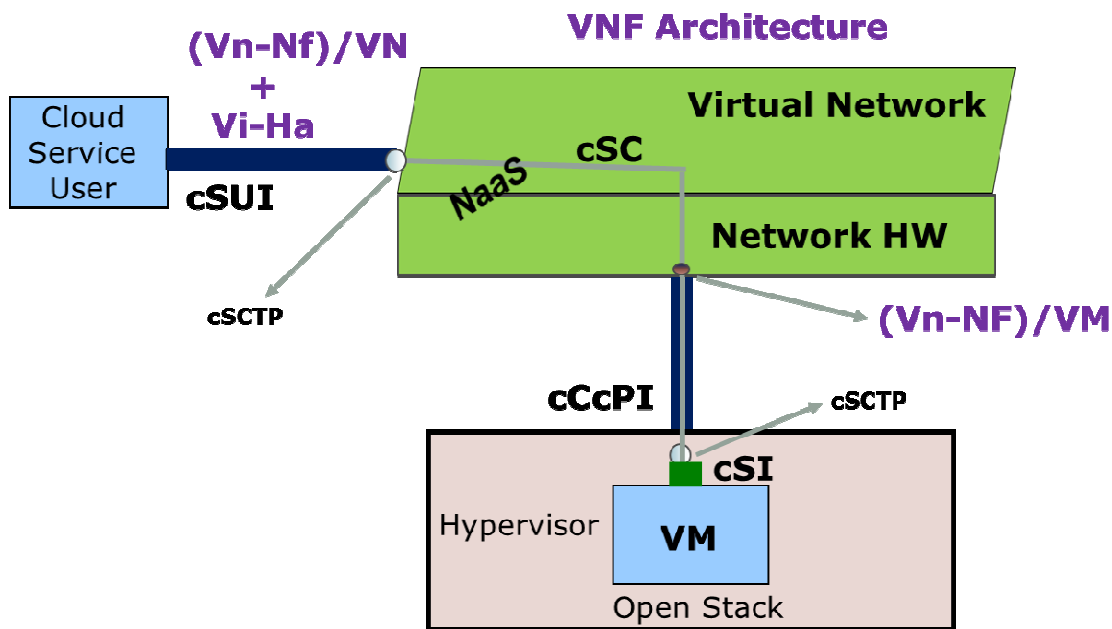 VNF Architecture
(Vn-Nf)/VN
+
Vi-Ha
Cloud
Service
User
cSUI
Virtual Network
cSC
NaaS
Network HW
cSCTP
(Vn-NF)/VM
cCcPI
cSCTP
cSI
Hypervisor
VM
Open Stack